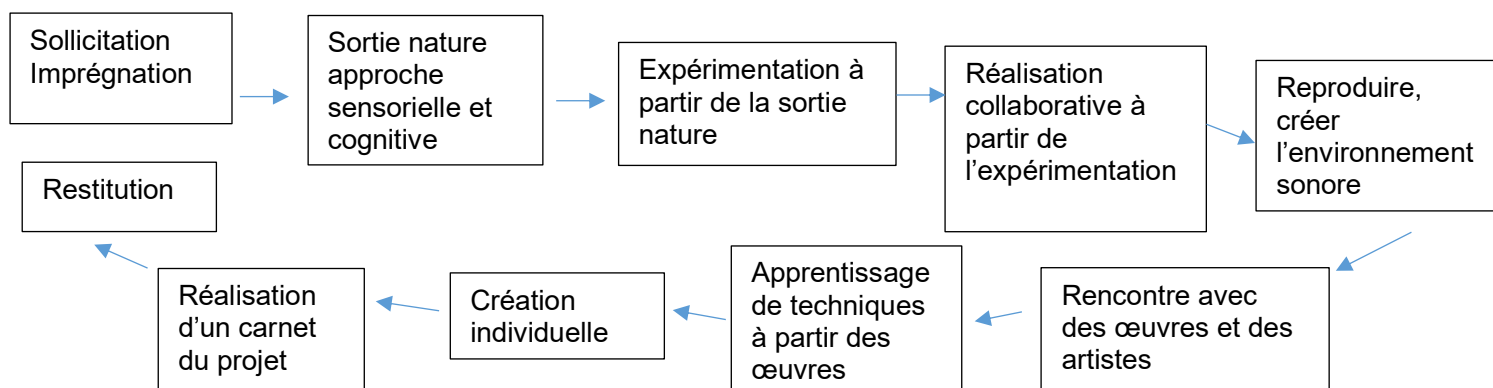 Sollicitation
Imprégnation
Sortie nature
approche
sensorielle et
cognitive
Expérimentation à
partir de la sortie
nature
Réalisation
collaborative à
partir de
l’expérimentation
Reproduire,
créer
l’environnement
sonore
Rencontre avec
des œuvres et des
artistes
Apprentissage
de techniques
à partir des
œuvres
Création
individuelle
Réalisation
d’un carnet
du projet
Restitution